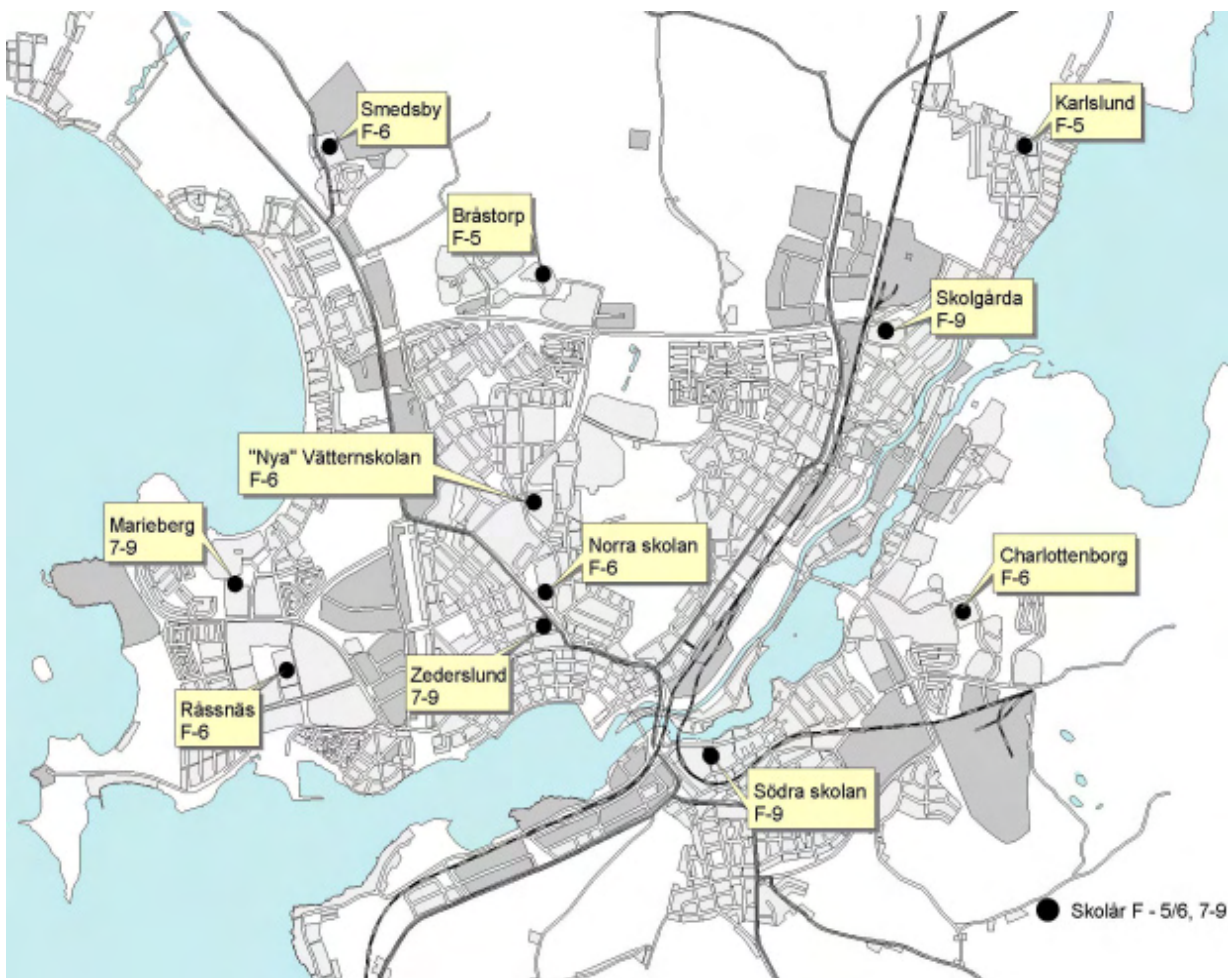 Smedsby
F-6
Karlslund
F-5
Bråstorp
F-5
Skolgårda
F-9
"Nya" Vätternskolan
F-6
Marieberg
7-9
Norra skolan
F-6
Charlottenborg
F-6
Zederslund
7-9
Råssnäs
F-6
Södra skolan
F-9
Skolår F - 5/6, 7-9